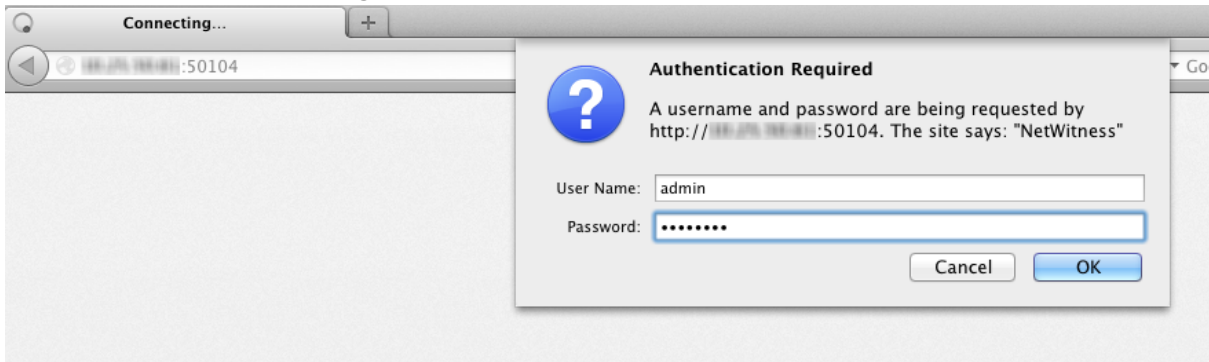 Connecting...
:50104
Go
Authentication Required
A username and password are being requested by
http:// :50104. The site says: "NetWitness"
User Name: admin
Password: ••••••••
Cancel OK